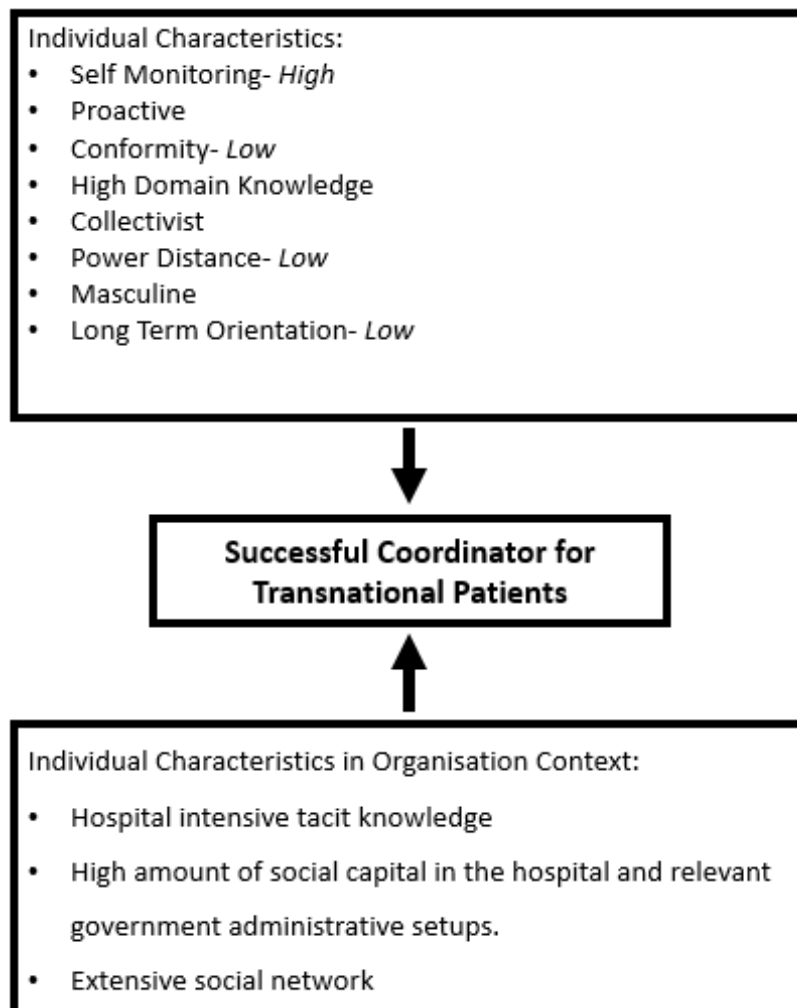 Individual Characteristics:
• Self Monitoring- High
• Proactive
• Conformity- Low
• High Domain Knowledge
• Collectivist
• Power Distance- Low
• Masculine
• Long Term Orientation- Low
Successful Coordinator for
Transnational Patients
Individual Characteristics in Organisation Context:
• Hospital intensive tacit knowledge
• High amount of social capital in the hospital and relevant
government administrative setups.
• Extensive social network